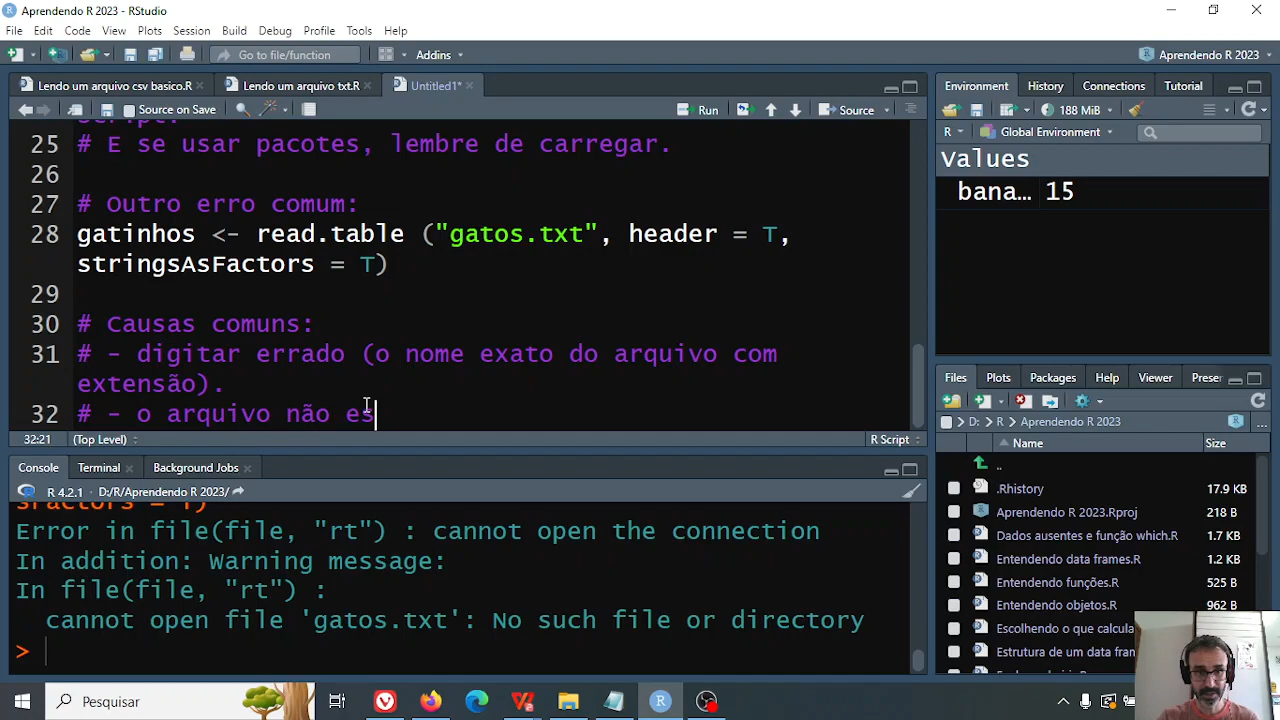 Aprendendo R 2023 - RStudio
File Edit Code View Plots Session Build Debug Profile Tools Help
Go to file/function Addins Aprendendo R 2023
Lendo um arquivo csv basico.R Lendo um arquivo txt.R Untitled1*
Source on Save Run Source
25 # E se usar pacotes, lembre de carregar.
26
27 # Outro erro comum:
28 gatinhos <- read.table ("gatos.txt", header = T,
stringsAsFactors = T)
29
30 # Causas comuns:
31 # - digitar errado (o nome exato do arquivo com
extensão).
32 # - o arquivo não es
32:21 (Top Level) R Script
Console Terminal Background Jobs
R 4.2.1 · D:/R/Aprendendo R 2023/
Error in file(file, "rt") : cannot open the connection
In addition: Warning message:
In file(file, "rt") :
cannot open file 'gatos.txt': No such file or directory
>
Environment History Connections Tutorial
188 MiB
R Global Environment
Values
bana… 15
Files Plots Packages Help Viewer Preser
D: R Aprendendo R 2023 ...
Name Size
..
.Rhistory 17.9 KB
Aprendendo R 2023.Rproj 218 B
Dados ausentes e função which.R 1.7 KB
Entendendo data frames.R 1.2 KB
Entendendo funções.R 525 B
Entendendo objetos.R 962 B
Escolhendo o que calcula
Estrutura de um data fram
Pesquisar